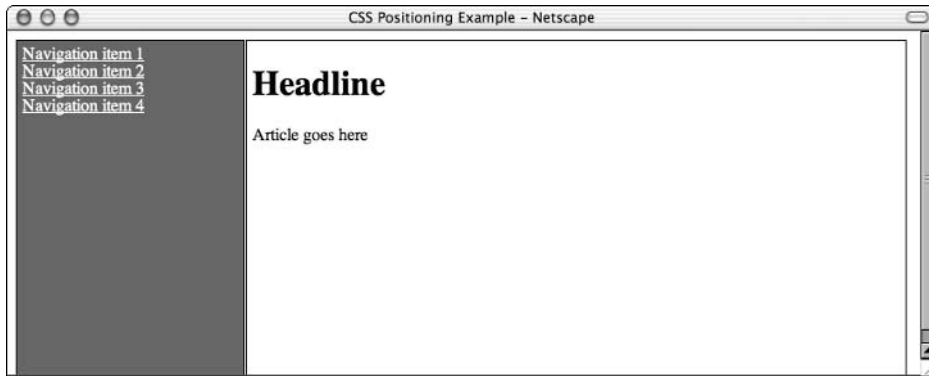 CSS Positioning Example – Netscape
Navigation item 1
Navigation item 2
Navigation item 3
Navigation item 4
Headline
Article goes here